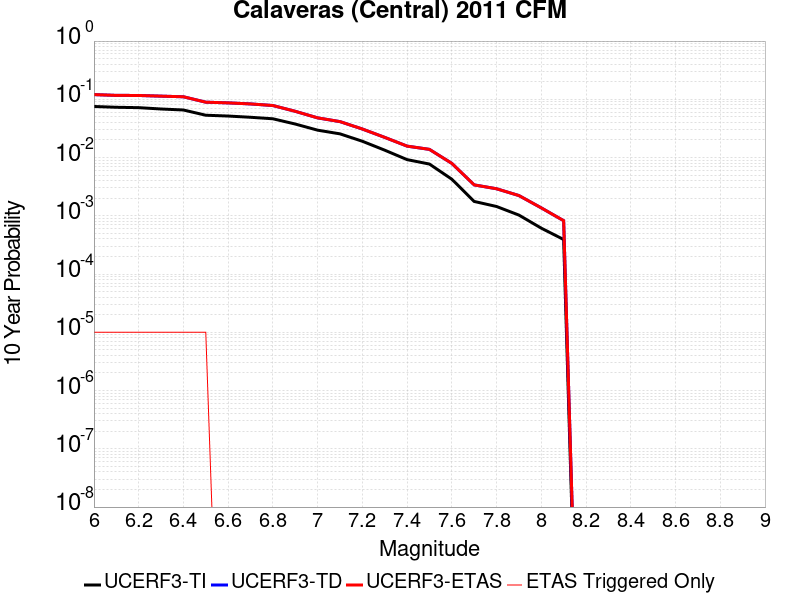 Calaveras (Central) 2011 CFM
10 Year Probability
10^0
10^-1
10^-2
10^-3
10^-4
10^-5
10^-6
10^-7
10^-8
6 6.2 6.4 6.6 6.8 7 7.2 7.4 7.6 7.8 8 8.2 8.4 8.6 8.8 9
Magnitude
UCERF3-TI UCERF3-TD UCERF3-ETAS ETAS Triggered Only